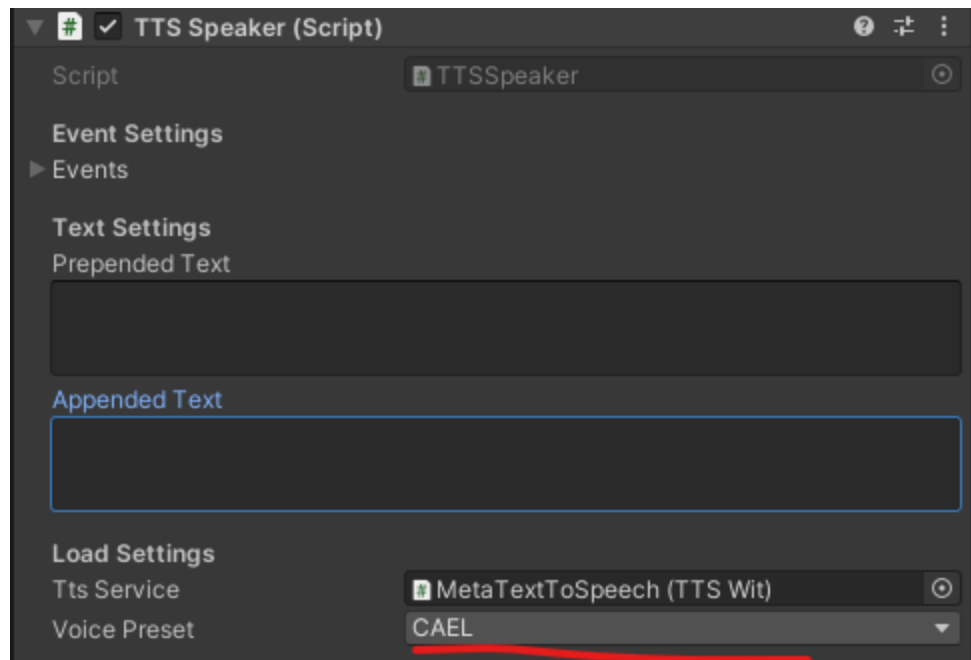 TTS Speaker (Script)
Script TTSSpeaker
Event Settings
Events
Text Settings
Prepended Text
Appended Text
Load Settings
Tts Service MetaTextToSpeech (TTS Wit)
Voice Preset CAEL